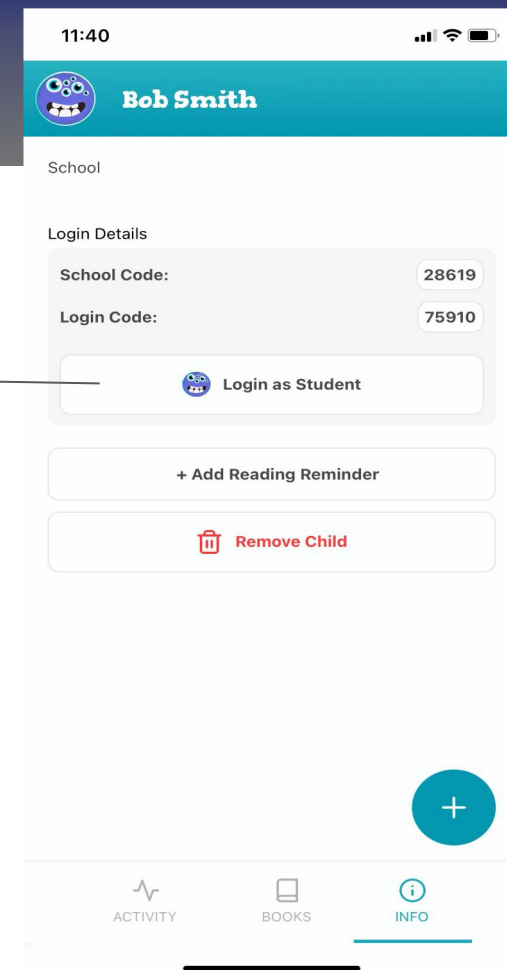 11:40
Bob Smith
School
Login Details
School Code: 28619
Login Code: 75910
Login as Student
+ Add Reading Reminder
Remove Child
+
ACTIVITY BOOKS INFO